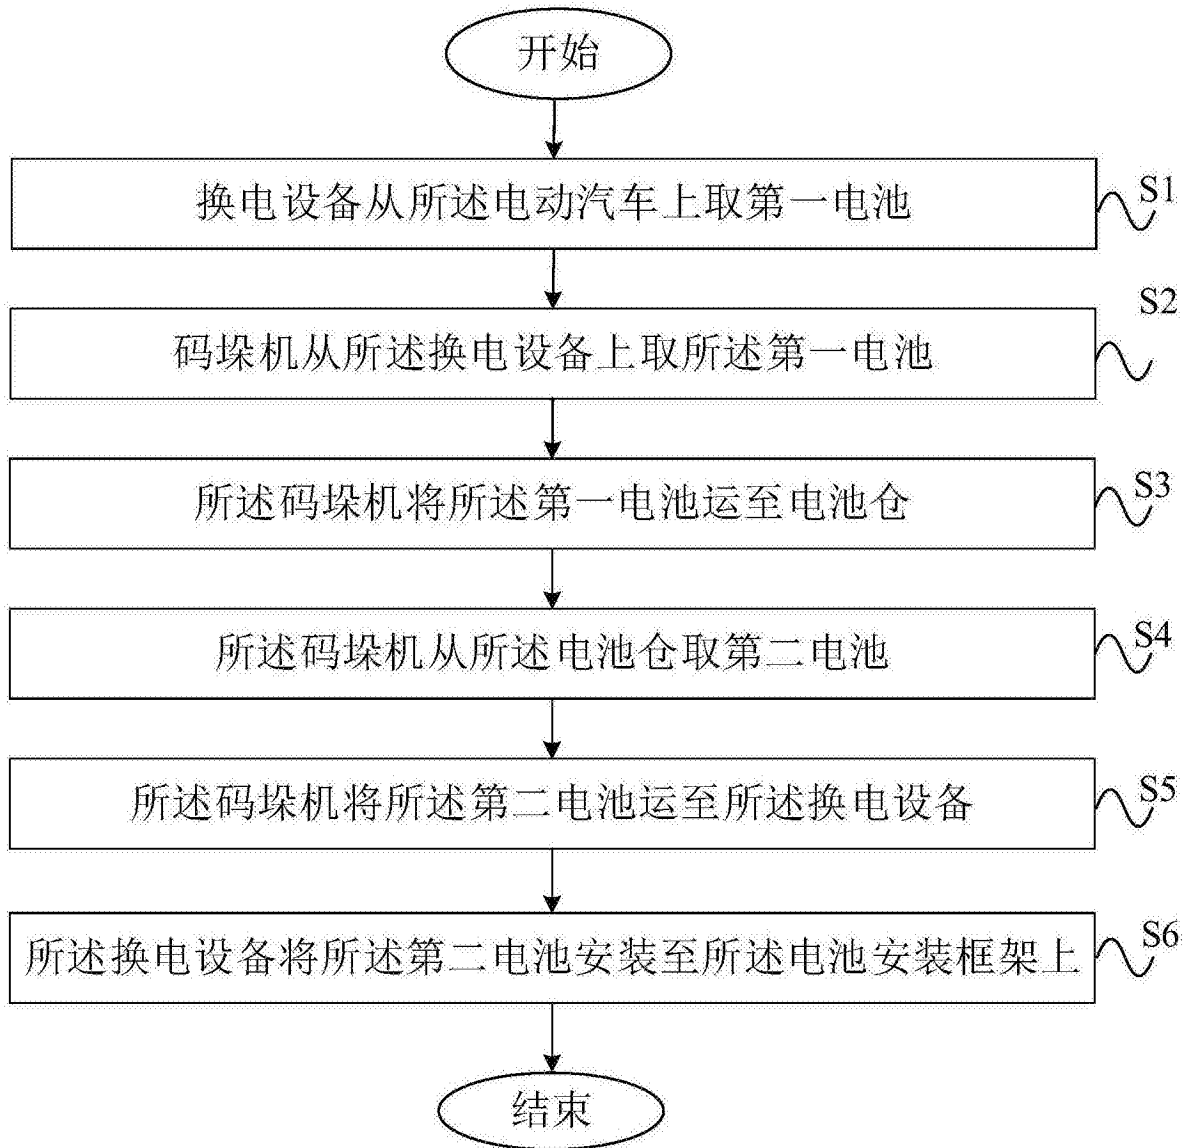 开始
换电设备从所述电动汽车上取第一电池
S1
码垛机从所述换电设备上取所述第一电池
S2
所述码垛机将所述第一电池运至电池仓
S3
所述码垛机从所述电池仓取第二电池
S4
所述码垛机将所述第二电池运至所述换电设备
S5
所述换电设备将所述第二电池安装至所述电池安装框架上
S6
结束